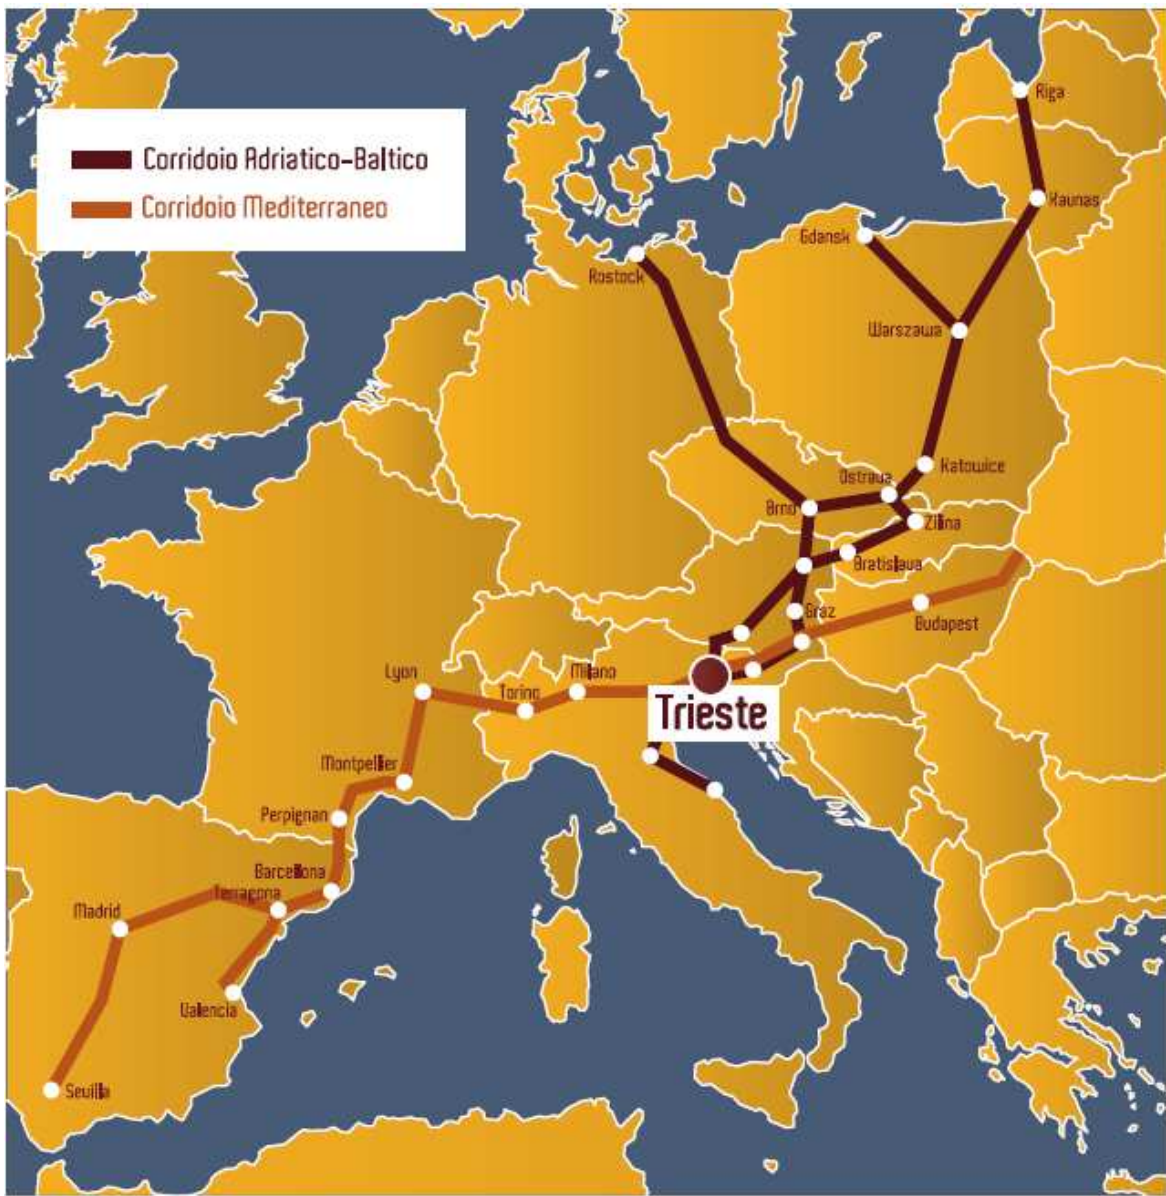 Riga
Corridoio Adriatico-Baltico
Corridoio Mediterraneo
Kaunas
Gdansk
Rostock
Warszawa
Katowice
Ostrava
Brno
Zilina
Bratislava
Graz
Budapest
Lyon
Milano
Torino
Trieste
Montpellier
Perpignan
Barcellona
Terragona
Madrid
Valencia
Sevilla